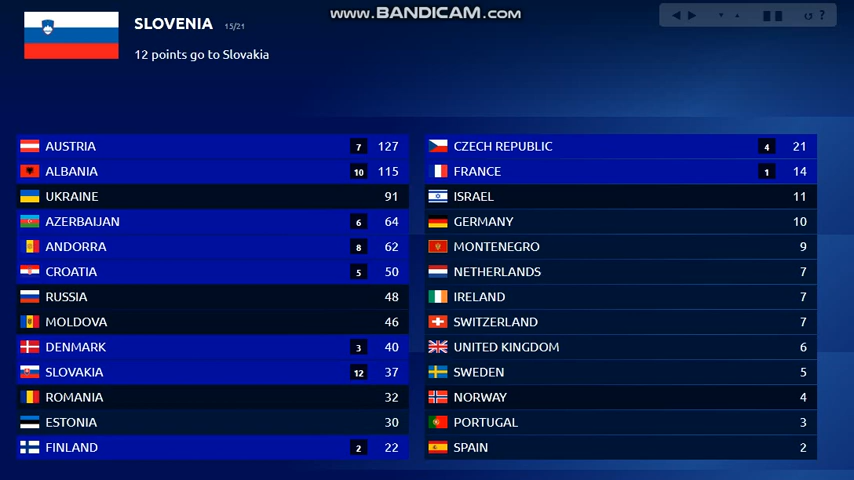 www.BANDICAM.com
SLOVENIA 15/21
12 points go to Slovakia
?
AUSTRIA 7 127
ALBANIA 10 115
UKRAINE 91
AZERBAIJAN 6 64
ANDORRA 8 62
CROATIA 5 50
RUSSIA 48
MOLDOVA 46
DENMARK 3 40
SLOVAKIA 12 37
ROMANIA 32
ESTONIA 30
FINLAND 2 22
CZECH REPUBLIC 4 21
FRANCE 1 14
ISRAEL 11
GERMANY 10
MONTENEGRO 9
NETHERLANDS 7
IRELAND 7
SWITZERLAND 7
UNITED KINGDOM 6
SWEDEN 5
NORWAY 4
PORTUGAL 3
SPAIN 2